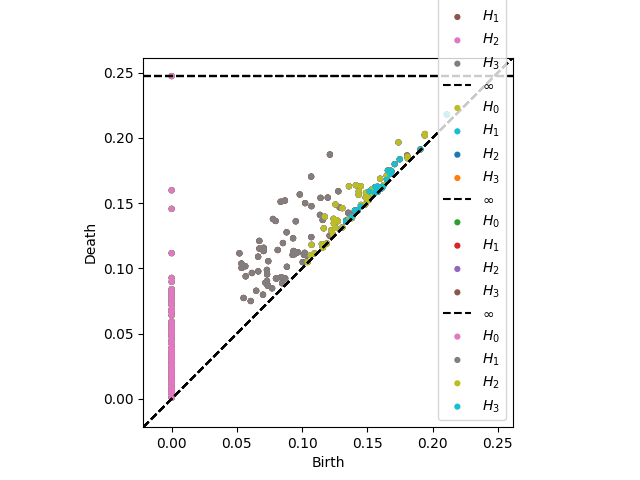 H₁
H₂
H₃
∞
H₀
H₁
H₂
H₃
∞
H₀
H₁
H₂
H₃
∞
H₀
H₁
H₂
H₃
0.25
0.20
0.15
0.10
0.05
0.00
Death
0.00 0.05 0.10 0.15 0.20 0.25
Birth